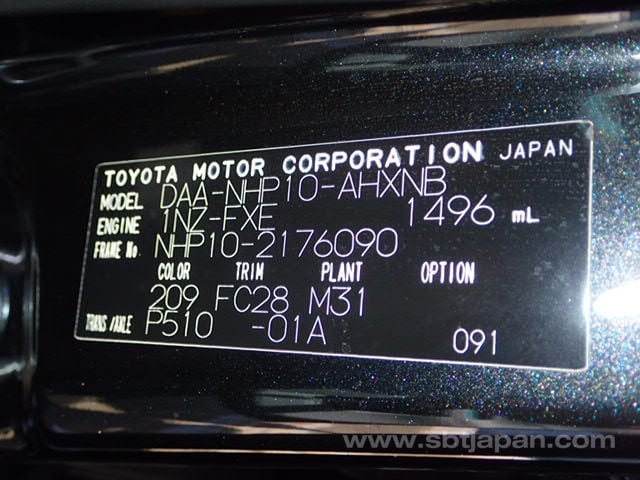 TOYOTA MOTOR CORPORATION JAPAN
MODEL DAA-NHP10-AHXNB
ENGINE 1NZ-FXE 1496 mL
FRAME No. NHP10-2176090
COLOR TRIM PLANT OPTION
209 FC28 M31
TRANS/AXLE P510 -01A
091
www.sbtjapan.com